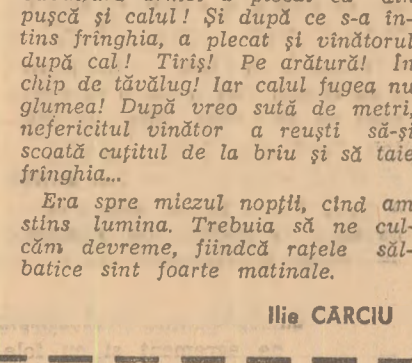 pușcă și calul! Și după ce s-a în-
tins frînghia, a plecat și vînătorul
după cal! Tiriș! Pe arătură! În
chip de tăvălug! Iar calul fugea nu
glumea! După vreo sută de metri,
nefericitul vînător a reuști să-și
scoată cuțitul de la brîu și să taie
frînghia...
Era spre miezul nopții, cînd am
stins lumina. Trebuia să ne cul-
căm devreme, fiindcă rațele săl-
batice sînt foarte matinale.
Ilie CÂRCIU